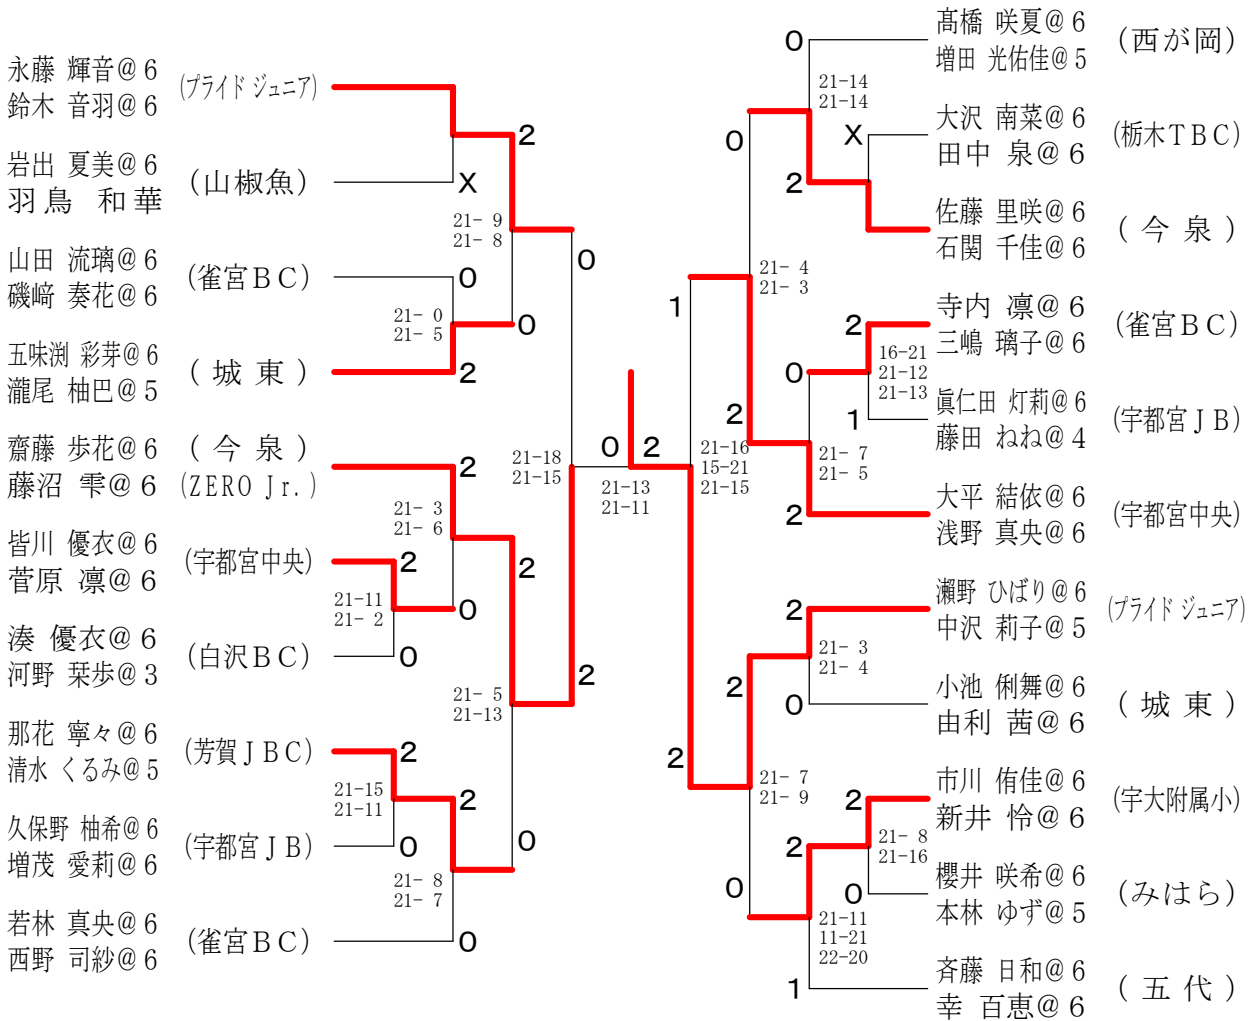 永藤 輝音@6
鈴木 音羽@6
(プライド ジュニア)
2
岩出 夏美@6
羽鳥 和華
(山椒魚)
X
21- 9
21- 8
0
山田 流璃@6
磯﨑 奏花@6
(雀宮BC)
0
21- 0
21- 5
0
五味渕 彩芽@6
瀧尾 柚巴@5
(城東)
2
齋藤 歩花@6
藤沼 雫@6
(今泉)
(ZERO Jr.)
2
21-18
21-15
21- 3
21- 6
皆川 優衣@6
菅原 凛@6
(宇都宮中央)
2
2
21-11
21- 2
0
湊 優衣@6
河野 栞歩@3
(白沢BC)
0
2
21- 5
21-13
那花 寧々@6
清水 くるみ@5
(芳賀JBC)
2
21-15
21-11
2
久保野 柚希@6
増茂 愛莉@6
(宇都宮JB)
0
0
21- 8
21- 7
若林 真央@6
西野 司紗@6
(雀宮BC)
0
0
2
21-13
21-11
髙橋 咲夏@6
増田 光佑佳@5
(西が岡)
0
21-14
21-14
大沢 南菜@6
田中 泉@6
(栃木TBC)
X
0
2
佐藤 里咲@6
石関 千佳@6
(今泉)
21- 4
21- 3
1
寺内 凛@6
三嶋 璃子@6
(雀宮BC)
2
16-21
21-12
21-13
0
眞仁田 灯莉@6
藤田 ねね@4
(宇都宮JB)
1
2
21- 7
21- 5
21-16
15-21
21-15
大平 結依@6
浅野 真央@6
(宇都宮中央)
2
瀬野 ひばり@6
中沢 莉子@5
(プライド ジュニア)
2
21- 3
21- 4
2
小池 俐舞@6
由利 茜@6
(城東)
0
2
21- 7
21- 9
市川 侑佳@6
新井 怜@6
(宇大附属小)
2
21- 8
21-16
2
櫻井 咲希@6
本林 ゆず@5
(みはら)
0
0
21-11
11-21
22-20
斉藤 日和@6
幸 百恵@6
(五代)
1